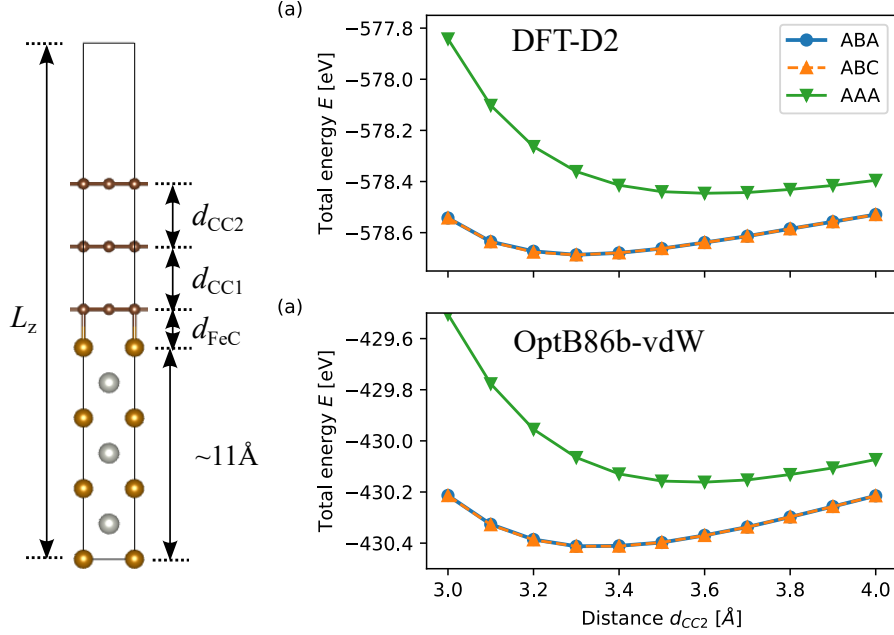 L_z
d_CC2
d_CC1
d_FeC
~11Å
(a)
DFT-D2
ABA
ABC
AAA
Total energy E [eV]
−577.8
−578.0
−578.2
−578.4
−578.6
(a)
OptB86b-vdW
Total energy E [eV]
−429.6
−429.8
−430.0
−430.2
−430.4
3.0 3.2 3.4 3.6 3.8 4.0
Distance d_CC2 [Å]